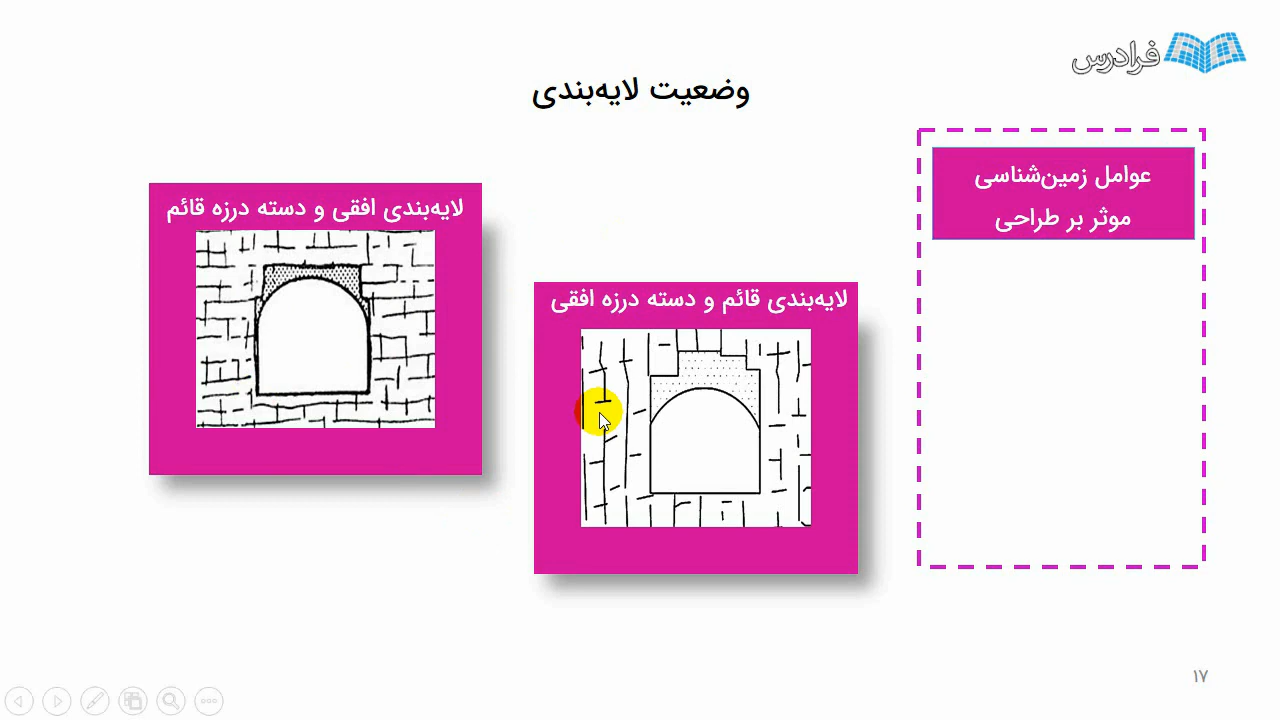 فرادرس
وضعیت لایه‌بندی
عوامل زمین‌شناسی
موثر بر طراحی
لایه‌بندی افقی و دسته درزه قائم
لایه‌بندی قائم و دسته درزه افقی
۱۷